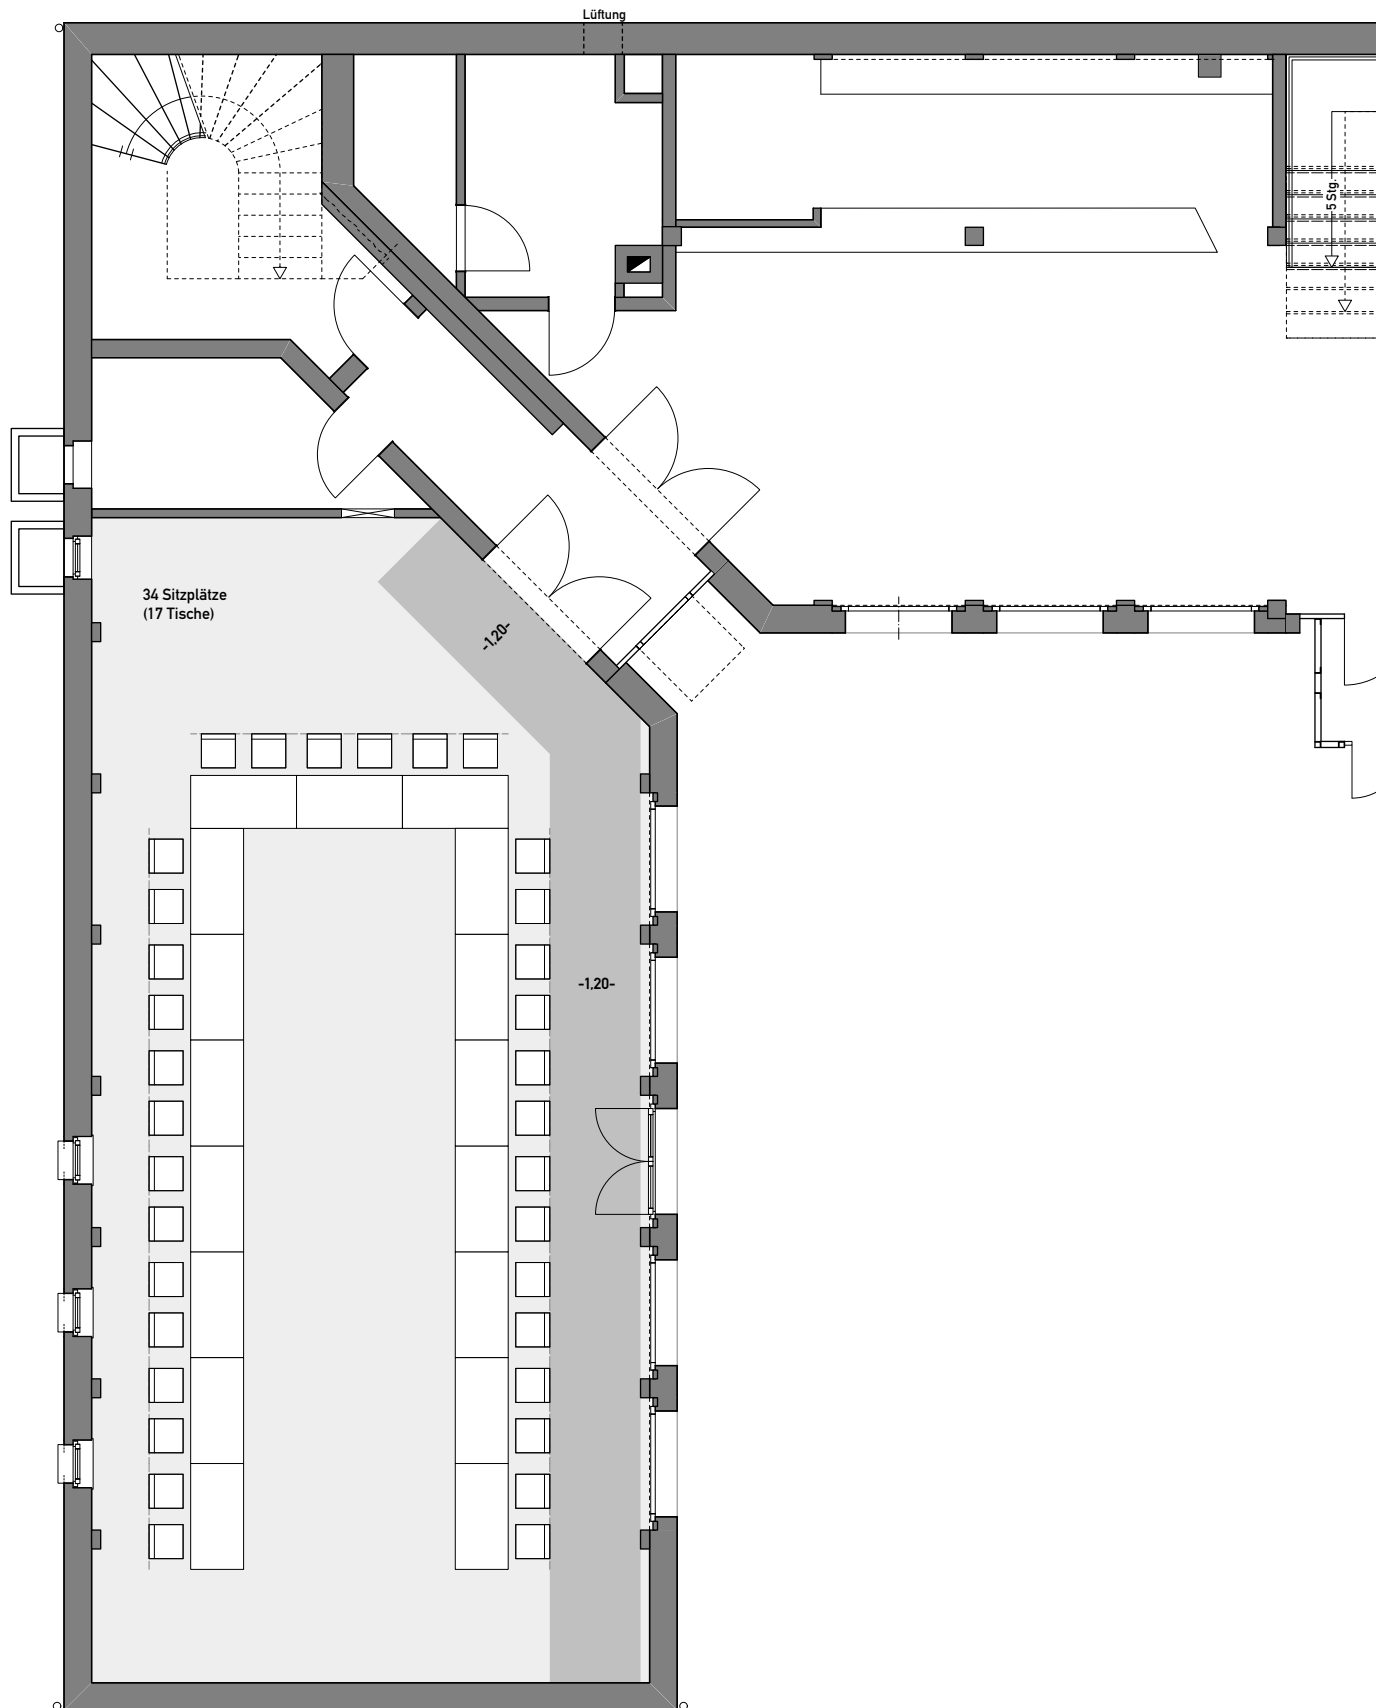 Lüftung
5 Stg.
34 Sitzplätze
(17 Tische)
-1,20-
-1,20-